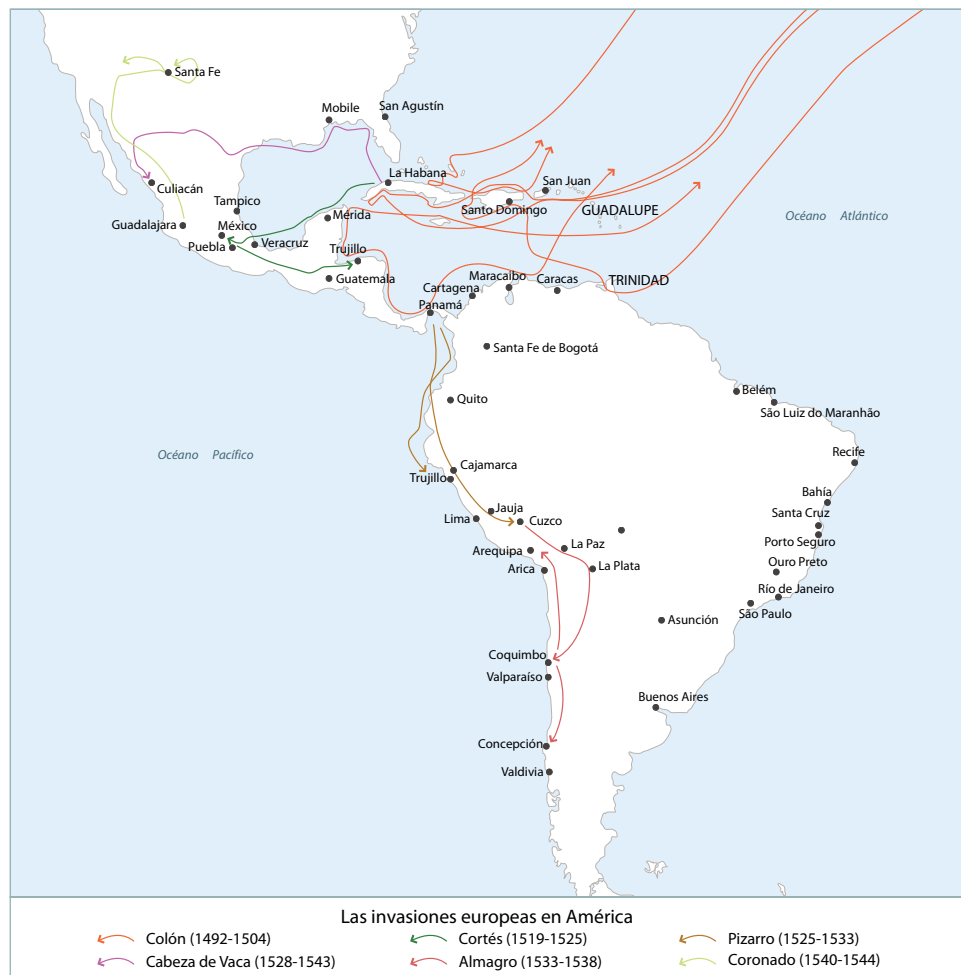 Santa Fe
Mobile
San Agustín
La Habana
Culiacán
San Juan
Tampico
Mérida
Santo Domingo
GUADALUPE
Océano Atlántico
Guadalajara
México
Puebla
Veracruz
Trujillo
Guatemala
Maracaibo
Caracas
TRINIDAD
Cartagena
Panamá
Santa Fe de Bogotá
Quito
Belém
São Luiz do Maranhão
Océano Pacífico
Recife
Cajamarca
Trujillo
Bahía
Jauja
Santa Cruz
Lima
Cuzco
Porto Seguro
Arequipa
La Paz
Ouro Preto
Arica
La Plata
Río de Janeiro
São Paulo
Asunción
Coquimbo
Valparaíso
Buenos Aires
Concepción
Valdivia
Las invasiones europeas en América
Colón (1492-1504)
Cortés (1519-1525)
Pizarro (1525-1533)
Cabeza de Vaca (1528-1543)
Almagro (1533-1538)
Coronado (1540-1544)